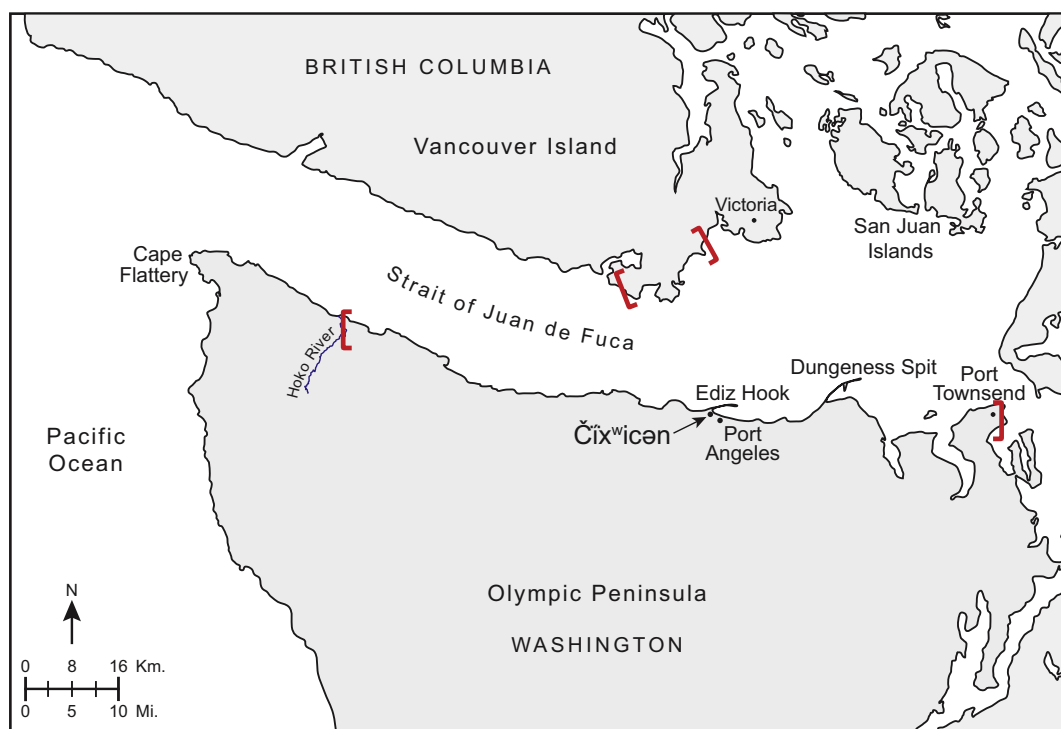 BRITISH COLUMBIA
Vancouver Island
Victoria
San Juan
Islands
Cape
Flattery
Strait of Juan de Fuca
Hoko River
Dungeness Spit
Port
Townsend
Ediz Hook
Č̕ïxʷicən
Port
Angeles
Pacific
Ocean
Olympic Peninsula
WASHINGTON
N
0 8 16 Km.
0 5 10 Mi.